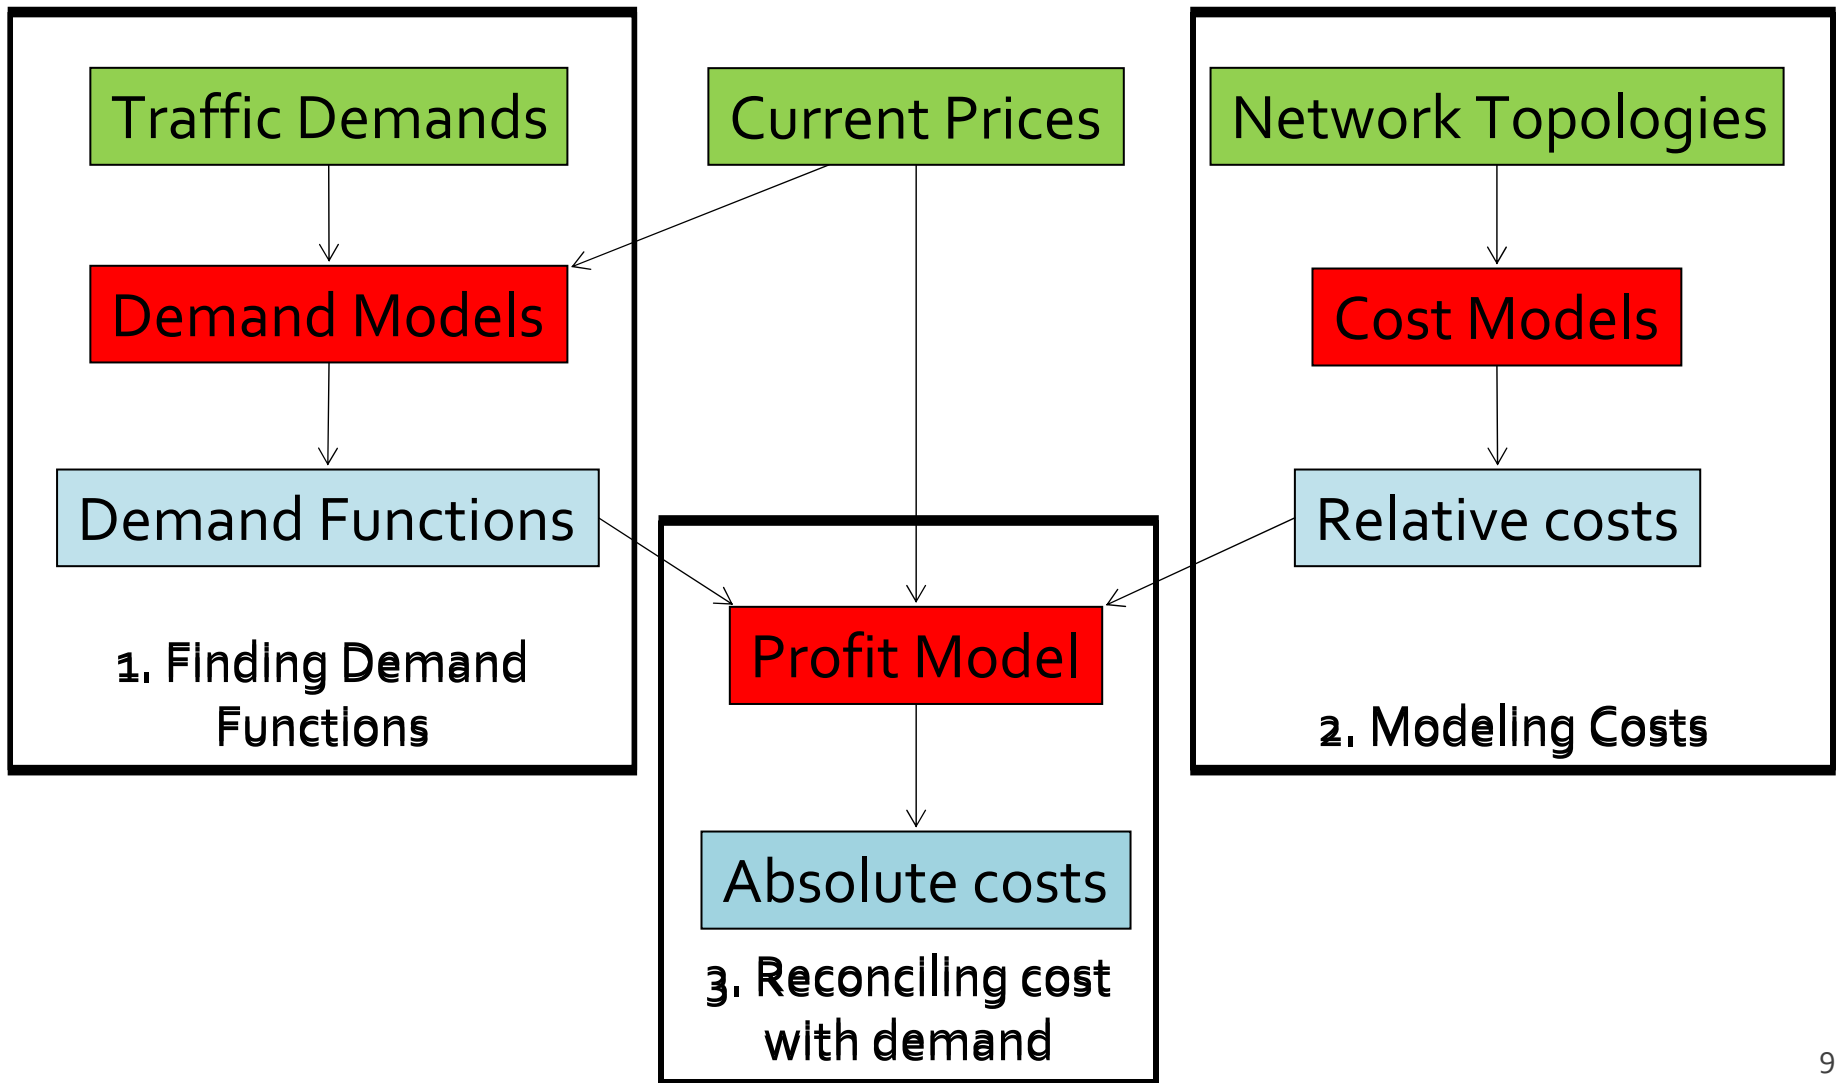 Traffic Demands
Current Prices
Network Topologies
Demand Models
Cost Models
Demand Functions
Relative costs
1. Finding Demand
Functions
Profit Model
2. Modeling Costs
Absolute costs
3. Reconciling cost
with demand
9